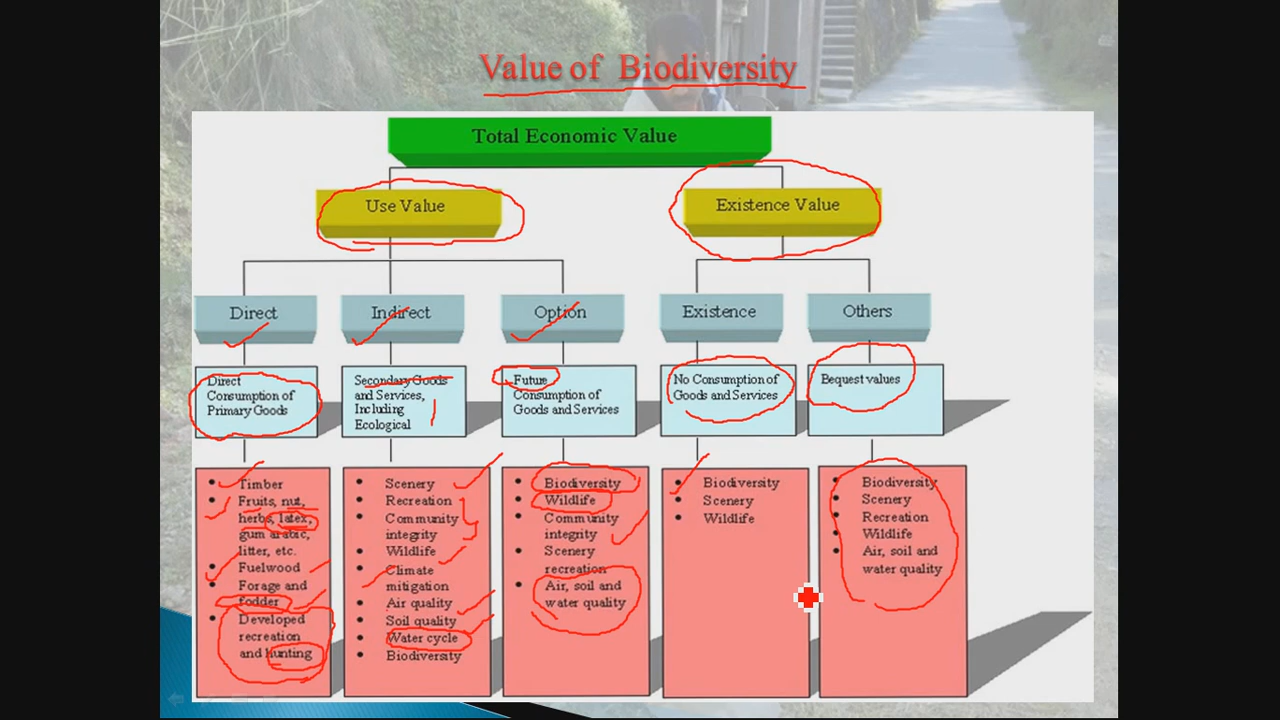 Value of Biodiversity
Total Economic Value
Use Value
Existence Value
Direct
Indirect
Option
Existence
Others
Direct
Consumption of
Primary Goods
Secondary Goods
and Services,
Including
Ecological
Future
Consumption of
Goods and Services
No Consumption of
Goods and Services
Bequest values
• Timber
• Fruits, nut,
herbs, latex,
gum arabic,
litter, etc.
• Fuelwood
• Forage and
fodder
• Developed
recreation
and hunting
• Scenery
• Recreation
• Community
integrity
• Wildlife
• Climate
mitigation
• Air quality
• Soil quality
• Water cycle
• Biodiversity
• Biodiversity
• Wildlife
• Community
integrity
• Scenery
recreation
• Air, soil and
water quality
• Biodiversity
• Scenery
• Wildlife
• Biodiversity
• Scenery
• Recreation
• Wildlife
• Air, soil and
water quality